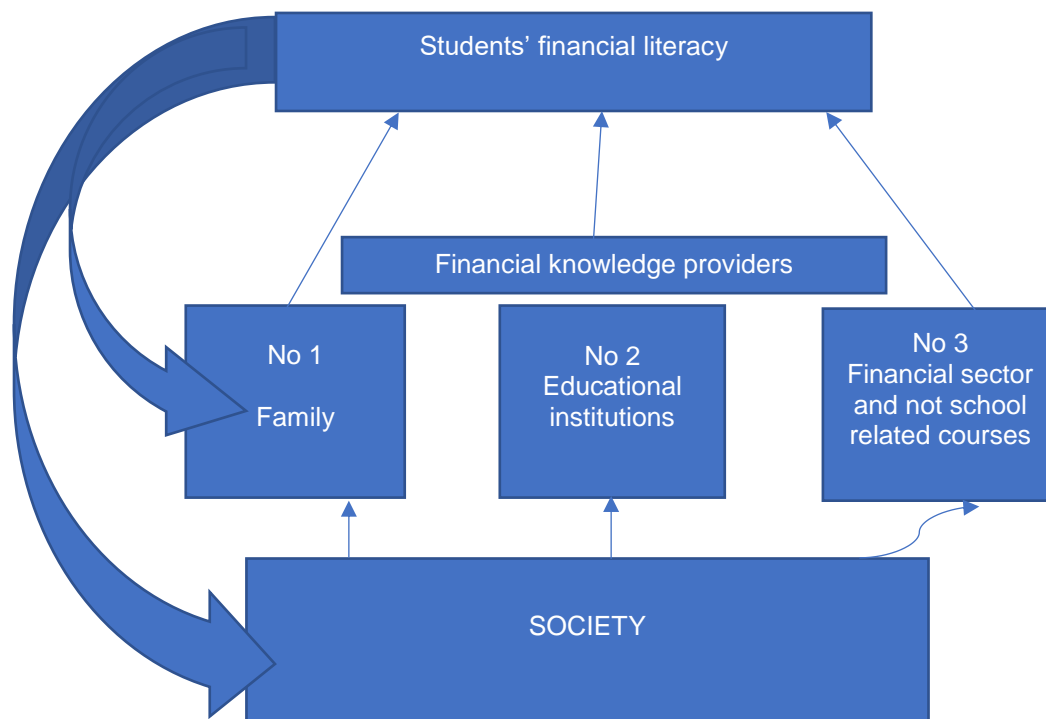 Students’ financial literacy
Financial knowledge providers
No 1
Family
No 2
Educational
institutions
No 3
Financial sector
and not school
related courses
SOCIETY